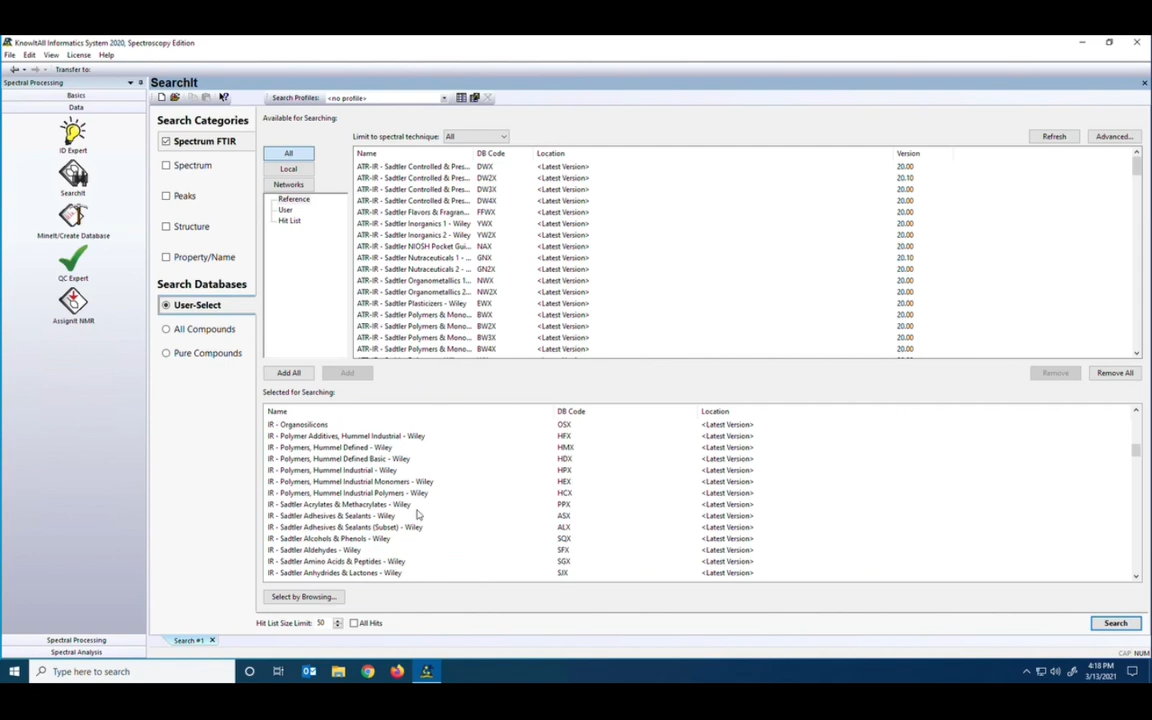 KnowItAll Informatics System 2020, Spectroscopy Edition
File Edit View License Help
Transfer to:
Spectral Processing
SearchIt
Basics
Data
ID Expert
SearchIt
MineIt/Create Database
QC Expert
AssignIt NMR
Spectral Processing
Spectral Analysis
Search Profiles: <no profile>
Search Categories
Spectrum FTIR
Spectrum
Peaks
Structure
Property/Name
Search Databases
User-Select
All Compounds
Pure Compounds
Available for Searching:
Limit to spectral technique: All
Refresh Advanced...
All
Local
Networks
Reference
User
Hit List
Name DB Code Location Version
ATR-IR - Sadtler Controlled & Pres... DWX <Latest Version> 20.00
ATR-IR - Sadtler Controlled & Pres... DW2X <Latest Version> 20.10
ATR-IR - Sadtler Controlled & Pres... DW3X <Latest Version> 20.00
ATR-IR - Sadtler Controlled & Pres... DW4X <Latest Version> 20.00
ATR-IR - Sadtler Flavors & Fragran... FFWX <Latest Version> 20.00
ATR-IR - Sadtler Inorganics 1 - Wiley YWX <Latest Version> 20.00
ATR-IR - Sadtler Inorganics 2 - Wiley YW2X <Latest Version> 20.00
ATR-IR - Sadtler NIOSH Pocket Gui... NAX <Latest Version> 20.00
ATR-IR - Sadtler Nutraceuticals 1 - ... GNX <Latest Version> 20.10
ATR-IR - Sadtler Nutraceuticals 2 - ... GN2X <Latest Version> 20.00
ATR-IR - Sadtler Organometallics 1... NWX <Latest Version> 20.00
ATR-IR - Sadtler Organometallics 2... NW2X <Latest Version> 20.00
ATR-IR - Sadtler Plasticizers - Wiley EWX <Latest Version> 20.00
ATR-IR - Sadtler Polymers & Mono... BWX <Latest Version> 20.00
ATR-IR - Sadtler Polymers & Mono... BW2X <Latest Version> 20.00
ATR-IR - Sadtler Polymers & Mono... BW3X <Latest Version> 20.00
ATR-IR - Sadtler Polymers & Mono... BW4X <Latest Version> 20.00
Add All Add Remove Remove All
Selected for Searching:
Name DB Code Location
IR - Organosilicons OSX <Latest Version>
IR - Polymer Additives, Hummel Industrial - Wiley HFX <Latest Version>
IR - Polymers, Hummel Defined - Wiley HMX <Latest Version>
IR - Polymers, Hummel Defined Basic - Wiley HDX <Latest Version>
IR - Polymers, Hummel Industrial - Wiley HPX <Latest Version>
IR - Polymers, Hummel Industrial Monomers - Wiley HEX <Latest Version>
IR - Polymers, Hummel Industrial Polymers - Wiley HCX <Latest Version>
IR - Sadtler Acrylates & Methacrylates - Wiley PPX <Latest Version>
IR - Sadtler Adhesives & Sealants - Wiley ASX <Latest Version>
IR - Sadtler Adhesives & Sealants (Subset) - Wiley ALX <Latest Version>
IR - Sadtler Alcohols & Phenols - Wiley SQX <Latest Version>
IR - Sadtler Aldehydes - Wiley SFX <Latest Version>
IR - Sadtler Amino Acids & Peptides - Wiley SGX <Latest Version>
IR - Sadtler Anhydrides & Lactones - Wiley SJX <Latest Version>
Select by Browsing...
Hit List Size Limit: 50 All Hits Search
Search #1
CAP NUM
Type here to search
4:18 PM
3/13/2021